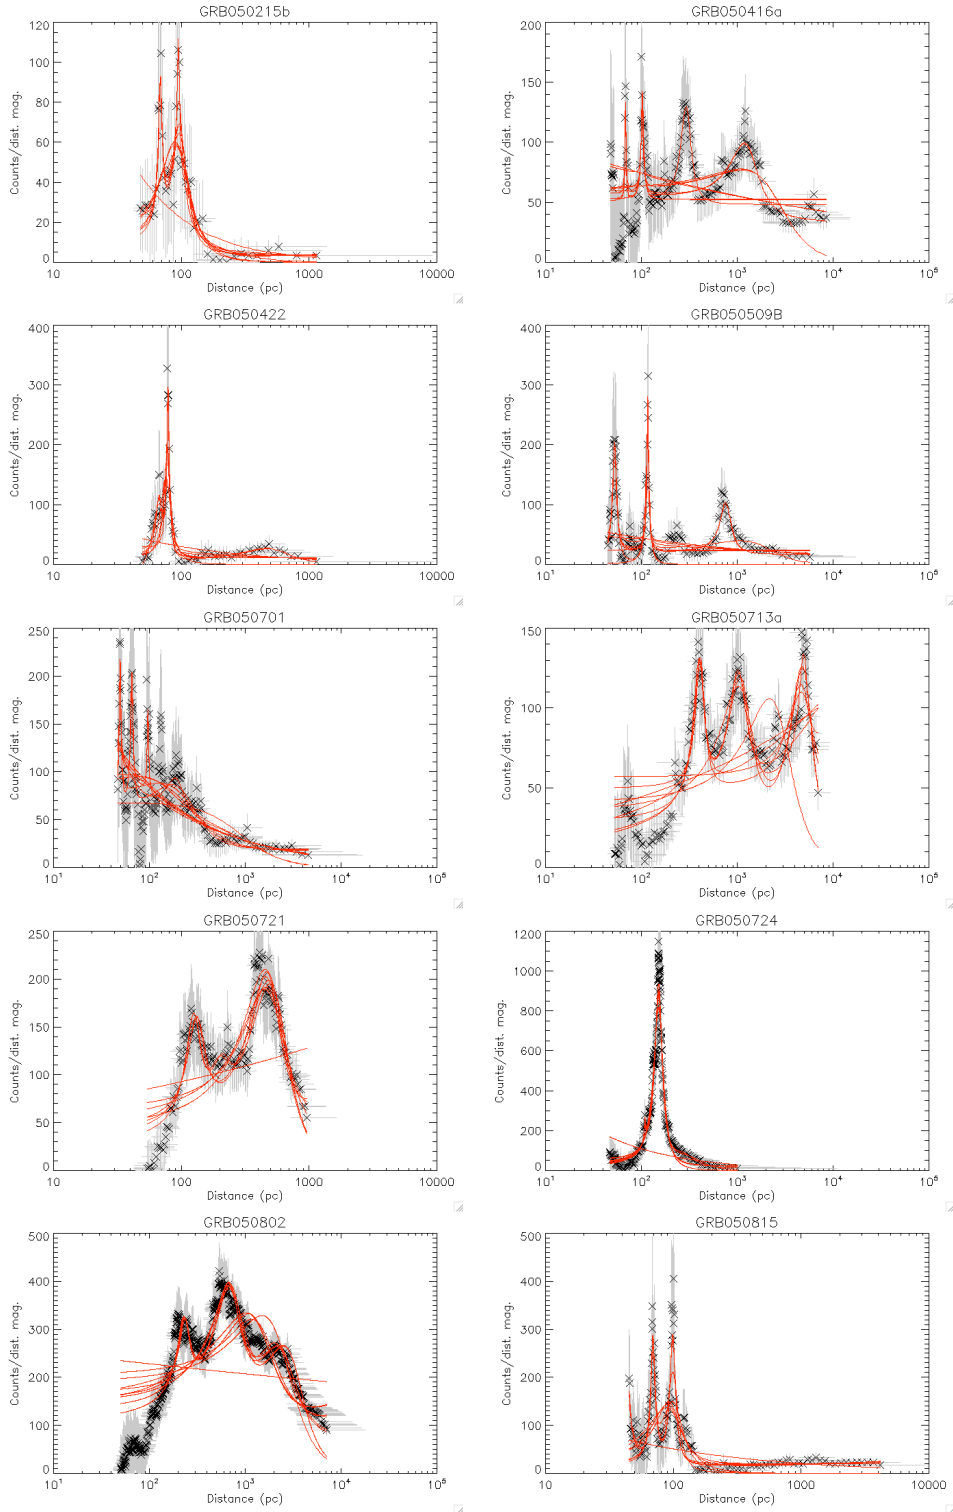 GRB050215b
Counts/dist. mag.
120
100
80
60
40
20
0
10 100 1000 10000
Distance (pc)
GRB050416a
Counts/dist. mag.
200
150
100
50
0
10¹ 10² 10³ 10⁴ 10⁵
Distance (pc)
GRB050422
Counts/dist. mag.
400
300
200
100
0
10 100 1000 10000
Distance (pc)
GRB050509B
Counts/dist. mag.
400
300
200
100
0
10¹ 10² 10³ 10⁴ 10⁵
Distance (pc)
GRB050701
Counts/dist. mag.
250
200
150
100
50
0
10¹ 10² 10³ 10⁴ 10⁵
Distance (pc)
GRB050713a
Counts/dist. mag.
150
100
50
0
10¹ 10² 10³ 10⁴ 10⁵
Distance (pc)
GRB050721
Counts/dist. mag.
250
200
150
100
50
0
10 100 1000 10000
Distance (pc)
GRB050724
Counts/dist. mag.
1200
1000
800
600
400
200
0
10¹ 10² 10³ 10⁴ 10⁵
Distance (pc)
GRB050802
Counts/dist. mag.
500
400
300
200
100
0
10¹ 10² 10³ 10⁴ 10⁵
Distance (pc)
GRB050815
Counts/dist. mag.
500
400
300
200
100
0
10 100 1000 10000
Distance (pc)